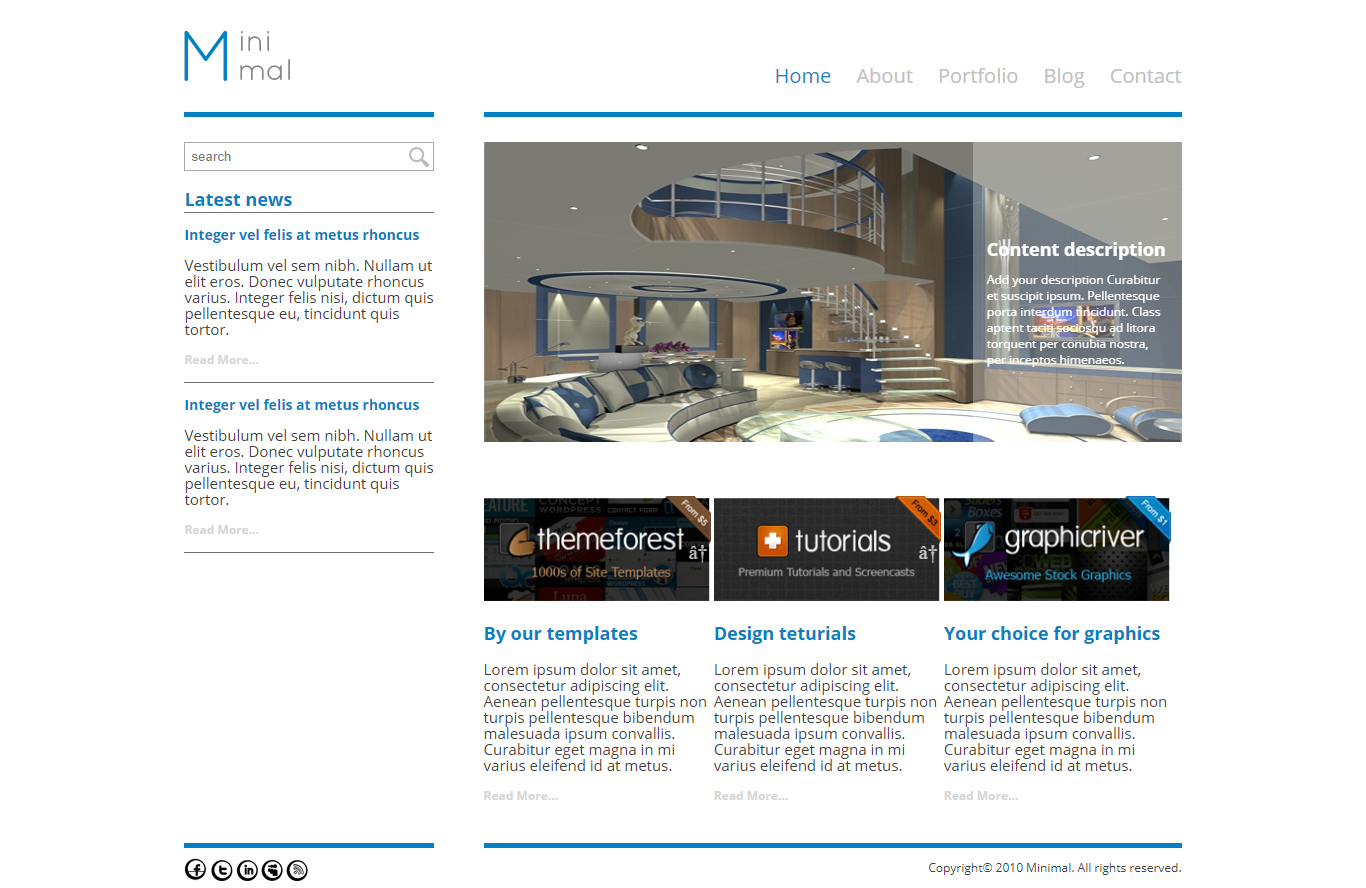 Mini
mal
Home About Portfolio Blog Contact
search
Latest news
Integer vel felis at metus rhoncus
Vestibulum vel sem nibh. Nullam ut
elit eros. Donec vulputate rhoncus
varius. Integer felis nisi, dictum quis
pellentesque eu, tincidunt quis
tortor.
Read More...
Integer vel felis at metus rhoncus
Vestibulum vel sem nibh. Nullam ut
elit eros. Donec vulputate rhoncus
varius. Integer felis nisi, dictum quis
pellentesque eu, tincidunt quis
tortor.
Read More...
Content description
Add your description Curabitur
et suscipit ipsum. Pellentesque
porta interdum tincidunt. Class
aptent taciti sociosqu ad litora
torquent per conubia nostra,
per inceptos himenaeos.
From $5
themeforest
1000s of Site Templates
â†
By our templates
Lorem ipsum dolor sit amet,
consectetur adipiscing elit.
Aenean pellentesque turpis non
turpis pellentesque bibendum
malesuada ipsum convallis.
Curabitur eget magna in mi
varius eleifend id at metus.
Read More...
From $3
tutorials
Premium Tutorials and Screencasts
â†
Design teturials
Lorem ipsum dolor sit amet,
consectetur adipiscing elit.
Aenean pellentesque turpis non
turpis pellentesque bibendum
malesuada ipsum convallis.
Curabitur eget magna in mi
varius eleifend id at metus.
Read More...
From $1
graphicriver
Awesome Stock Graphics
Your choice for graphics
Lorem ipsum dolor sit amet,
consectetur adipiscing elit.
Aenean pellentesque turpis non
turpis pellentesque bibendum
malesuada ipsum convallis.
Curabitur eget magna in mi
varius eleifend id at metus.
Read More...
Copyright© 2010 Minimal. All rights reserved.